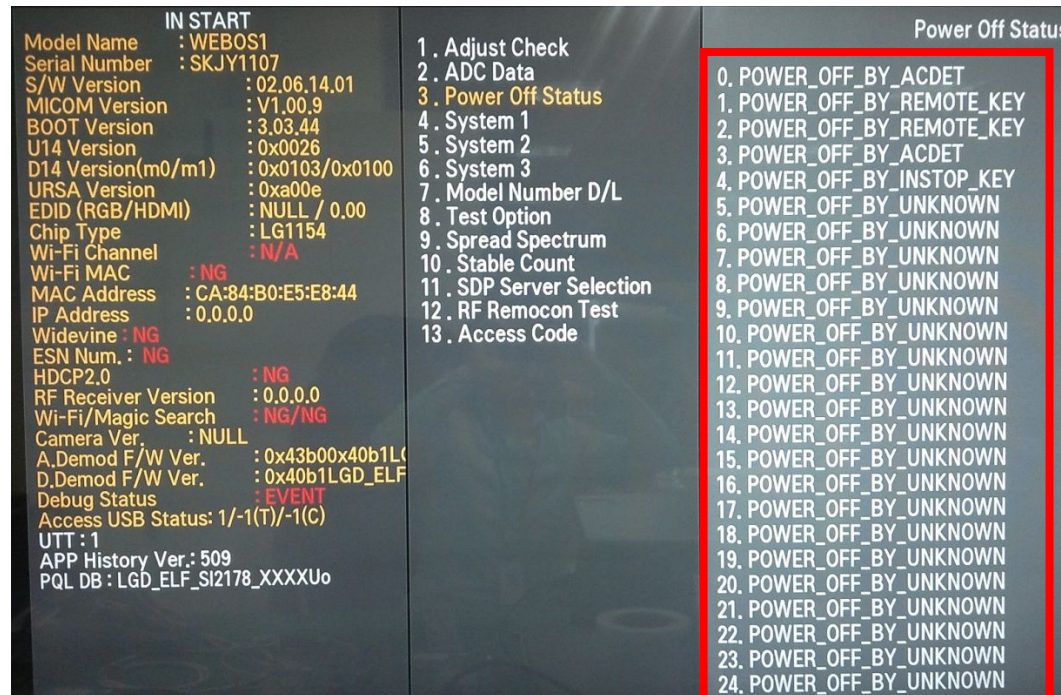 IN START
Model Name : WEBOS1
Serial Number : SKJY1107
S/W Version : 02.06.14.01
MICOM Version : V1.00.9
BOOT Version : 3.03.44
U14 Version : 0x0026
D14 Version(m0/m1) : 0x0103/0x0100
URSA Version : 0xa00e
EDID (RGB/HDMI) : NULL / 0.00
Chip Type : LG1154
Wi-Fi Channel : N/A
Wi-Fi MAC : NG
MAC Address : CA:84:B0:E5:E8:44
IP Address : 0.0.0.0
Widevine : NG
ESN Num. : NG
HDCP2.0 : NG
RF Receiver Version : 0.0.0.0
Wi-Fi/Magic Search : NG/NG
Camera Ver. : NULL
A.Demod F/W Ver. : 0x43b00x40b1L
D.Demod F/W Ver. : 0x40b1LGD_ELF
Debug Status : EVENT
Access USB Status: 1/-1(T)/-1(C)
UTT : 1
APP History Ver.: 509
PQL DB : LGD_ELF_SI2178_XXXXUo
1 . Adjust Check
2 . ADC Data
3 . Power Off Status
4 . System 1
5 . System 2
6 . System 3
7 . Model Number D/L
8 . Test Option
9 . Spread Spectrum
10 . Stable Count
11 . SDP Server Selection
12 . RF Remocon Test
13 . Access Code
Power Off Status
0. POWER_OFF_BY_ACDET
1. POWER_OFF_BY_REMOTE_KEY
2. POWER_OFF_BY_REMOTE_KEY
3. POWER_OFF_BY_ACDET
4. POWER_OFF_BY_INSTOP_KEY
5. POWER_OFF_BY_UNKNOWN
6. POWER_OFF_BY_UNKNOWN
7. POWER_OFF_BY_UNKNOWN
8. POWER_OFF_BY_UNKNOWN
9. POWER_OFF_BY_UNKNOWN
10. POWER_OFF_BY_UNKNOWN
11. POWER_OFF_BY_UNKNOWN
12. POWER_OFF_BY_UNKNOWN
13. POWER_OFF_BY_UNKNOWN
14. POWER_OFF_BY_UNKNOWN
15. POWER_OFF_BY_UNKNOWN
16. POWER_OFF_BY_UNKNOWN
17. POWER_OFF_BY_UNKNOWN
18. POWER_OFF_BY_UNKNOWN
19. POWER_OFF_BY_UNKNOWN
20. POWER_OFF_BY_UNKNOWN
21. POWER_OFF_BY_UNKNOWN
22. POWER_OFF_BY_UNKNOWN
23. POWER_OFF_BY_UNKNOWN
24. POWER_OFF_BY_UNKNOWN